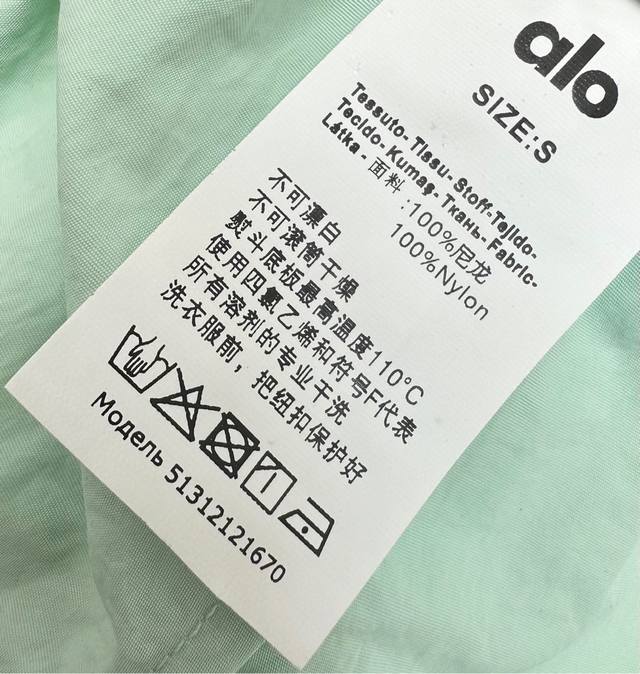 alo
SIZE:S
Tessuto-Tissu-Stoff-Tejido-
Tecido-Kumaş-Ткань-Fabric-
Látka-面料:100%尼龙
100%Nylon
不可漂白
不可滚筒干燥
熨斗底板最高温度110°C
使用四氯乙烯和符号F代表
所有溶剂的专业干洗
洗衣服前，把纽扣保护好
Модель 51312121670